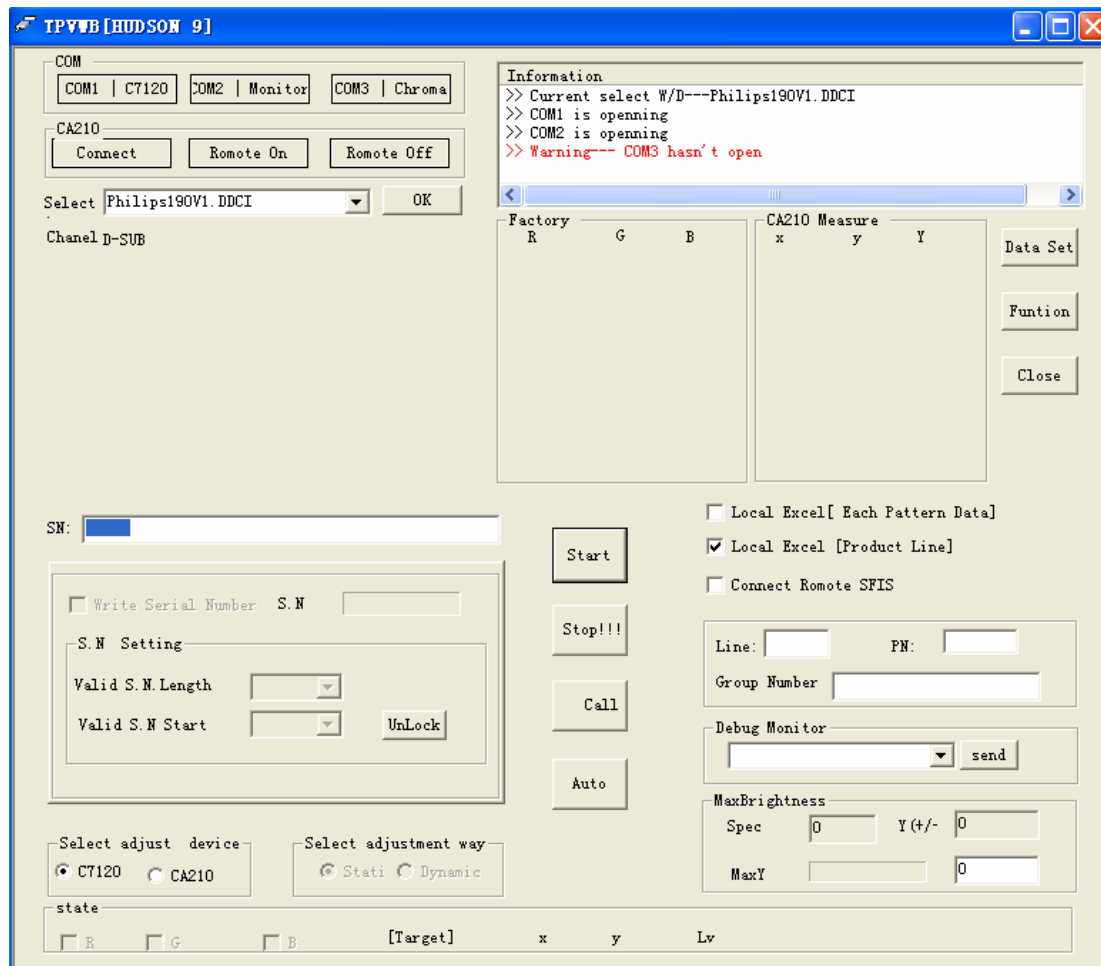 TPVWB[HUDSON 9]
COM
COM1 | C7120
COM2 | Monitor
COM3 | Chroma
CA210
Connect
Romote On
Romote Off
Select
Philips190V1.DDCI
OK
Chanel D-SUB
Information
>> Current select W/D---Philips190V1.DDCI
>> COM1 is openning
>> COM2 is openning
>> Warning--- COM3 hasn't open
Factory
R G B
CA210 Measure
x y Y
Data Set
Funtion
Close
SN:
Write Serial Number S.N
S.N Setting
Valid S.N.Length
Valid S.N Start
UnLock
Start
Stop!!!
Call
Auto
Local Excel[ Each Pattern Data]
Local Excel [Product Line]
Connect Romote SFIS
Line: PN:
Group Number
Debug Monitor
send
MaxBrightness
Spec 0 Y(+/- 0
MaxY 0
Select adjust device
C7120 CA210
Select adjustment way
Stati Dynamic
state
R G B [Target] x y Lv